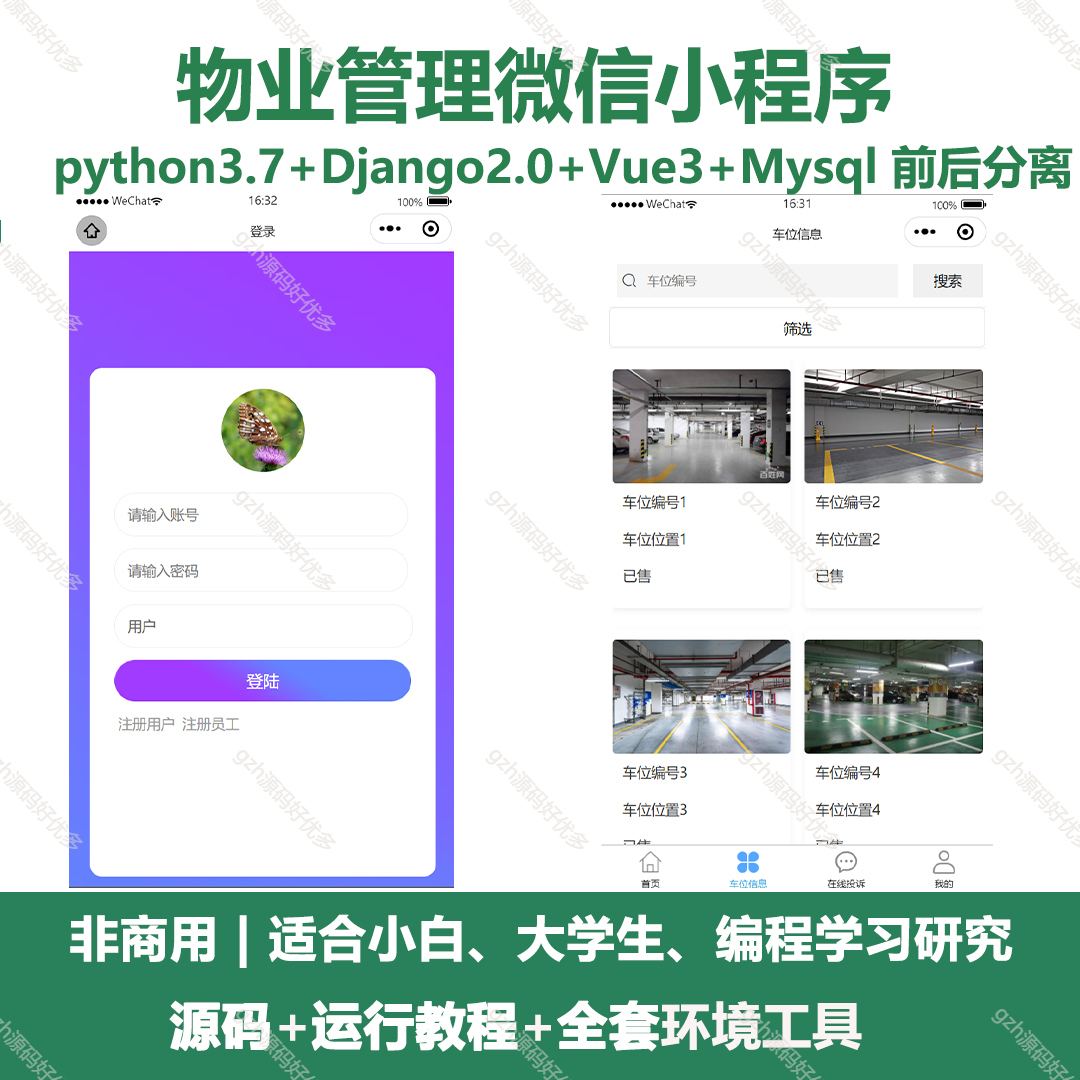 物业管理微信小程序
python3.7+Django2.0+Vue3+Mysql 前后分离
●●●●● WeChat 16:32 100%
登录
请输入账号
请输入密码
用户
登陆
注册用户 注册员工
●●●●● WeChat 16:31 100%
车位信息
车位编号 搜索
筛选
百姓网
车位编号1 车位编号2
车位位置1 车位位置2
已售 已售
车位编号3 车位编号4
车位位置3 车位位置4
已售 已售
首页 车位信息 在线投诉 我的
非商用 | 适合小白、大学生、编程学习研究
源码+运行教程+全套环境工具
gzh源码好优多